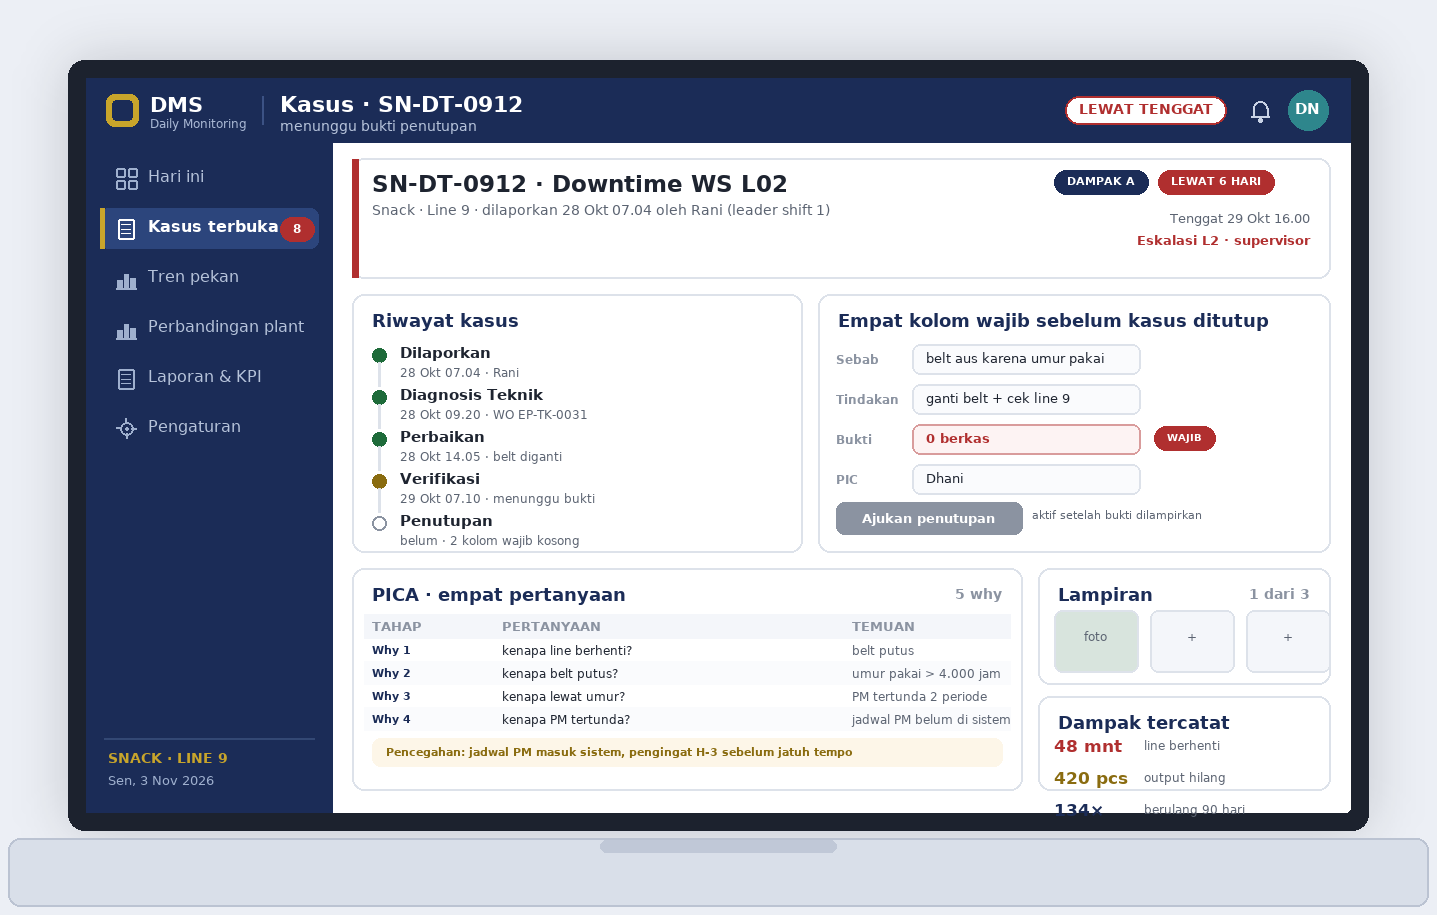 DMS
Daily Monitoring
Kasus · SN-DT-0912
menunggu bukti penutupan
LEWAT TENGGAT
DN
Hari ini
Kasus terbuka 8
Tren pekan
Perbandingan plant
Laporan & KPI
Pengaturan
SNACK · LINE 9
Sen, 3 Nov 2026
SN-DT-0912 · Downtime WS L02
Snack · Line 9 · dilaporkan 28 Okt 07.04 oleh Rani (leader shift 1)
DAMPAK A
LEWAT 6 HARI
Tenggat 29 Okt 16.00
Eskalasi L2 · supervisor
Riwayat kasus
Dilaporkan
28 Okt 07.04 · Rani
Diagnosis Teknik
28 Okt 09.20 · WO EP-TK-0031
Perbaikan
28 Okt 14.05 · belt diganti
Verifikasi
29 Okt 07.10 · menunggu bukti
Penutupan
belum · 2 kolom wajib kosong
Empat kolom wajib sebelum kasus ditutup
Sebab belt aus karena umur pakai
Tindakan ganti belt + cek line 9
Bukti 0 berkas WAJIB
PIC Dhani
Ajukan penutupan aktif setelah bukti dilampirkan
PICA · empat pertanyaan 5 why
TAHAP PERTANYAAN TEMUAN
Why 1 kenapa line berhenti? belt putus
Why 2 kenapa belt putus? umur pakai > 4.000 jam
Why 3 kenapa lewat umur? PM tertunda 2 periode
Why 4 kenapa PM tertunda? jadwal PM belum di sistem
Pencegahan: jadwal PM masuk sistem, pengingat H-3 sebelum jatuh tempo
Lampiran 1 dari 3
foto + +
Dampak tercatat
48 mnt line berhenti
420 pcs output hilang
134× berulang 90 hari